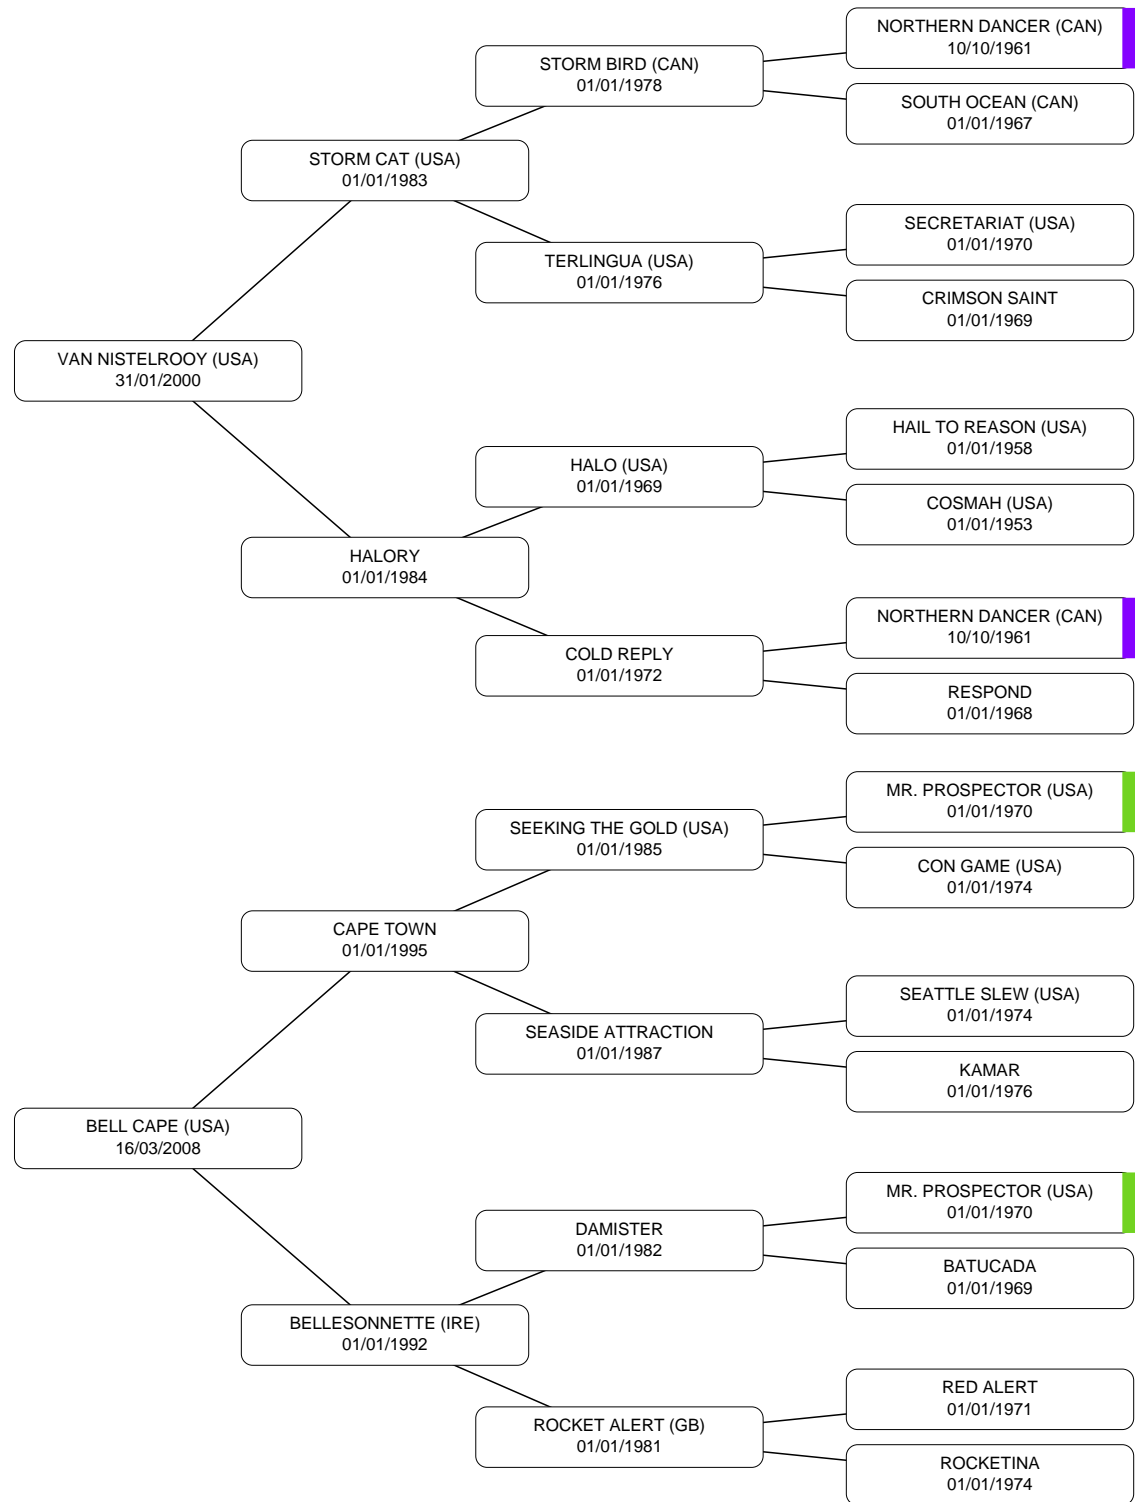 NORTHERN DANCER (CAN)
10/10/1961
STORM BIRD (CAN)
01/01/1978
SOUTH OCEAN (CAN)
01/01/1967
STORM CAT (USA)
01/01/1983
SECRETARIAT (USA)
01/01/1970
TERLINGUA (USA)
01/01/1976
CRIMSON SAINT
01/01/1969
VAN NISTELROOY (USA)
31/01/2000
HAIL TO REASON (USA)
01/01/1958
HALO (USA)
01/01/1969
COSMAH (USA)
01/01/1953
HALORY
01/01/1984
NORTHERN DANCER (CAN)
10/10/1961
COLD REPLY
01/01/1972
RESPOND
01/01/1968
MR. PROSPECTOR (USA)
01/01/1970
SEEKING THE GOLD (USA)
01/01/1985
CON GAME (USA)
01/01/1974
CAPE TOWN
01/01/1995
SEATTLE SLEW (USA)
01/01/1974
SEASIDE ATTRACTION
01/01/1987
KAMAR
01/01/1976
BELL CAPE (USA)
16/03/2008
MR. PROSPECTOR (USA)
01/01/1970
DAMISTER
01/01/1982
BATUCADA
01/01/1969
BELLESONNETTE (IRE)
01/01/1992
RED ALERT
01/01/1971
ROCKET ALERT (GB)
01/01/1981
ROCKETINA
01/01/1974